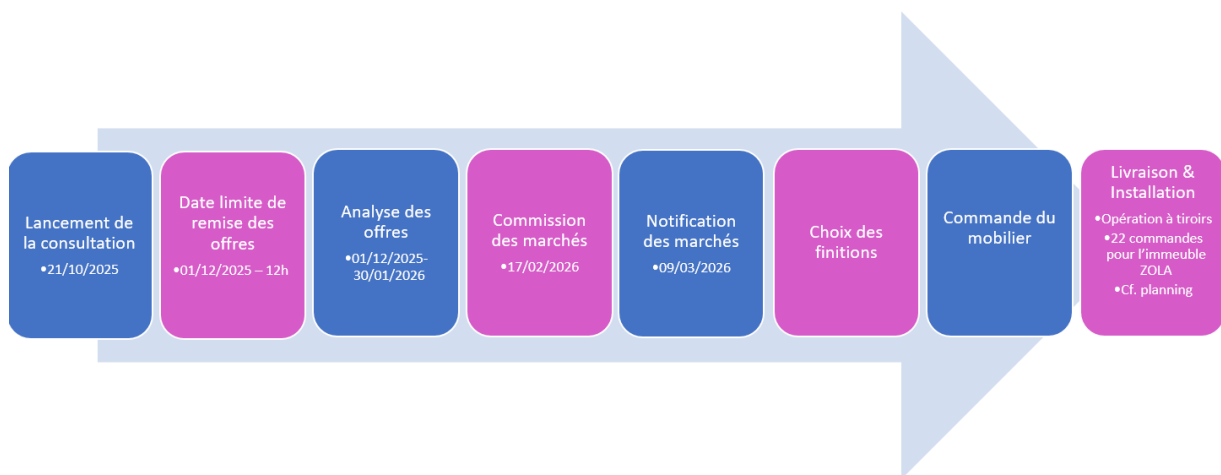 Lancement de
la consultation
•21/10/2025
Date limite de
remise des
offres
•01/12/2025 – 12h
Analyse des
offres
•01/12/2025-
30/01/2026
Commission
des marchés
•17/02/2026
Notification
des marchés
•09/03/2026
Choix des
finitions
Commande du
mobilier
Livraison &
Installation
•Opération à tiroirs
•22 commandes
pour l’immeuble
ZOLA
•Cf. planning